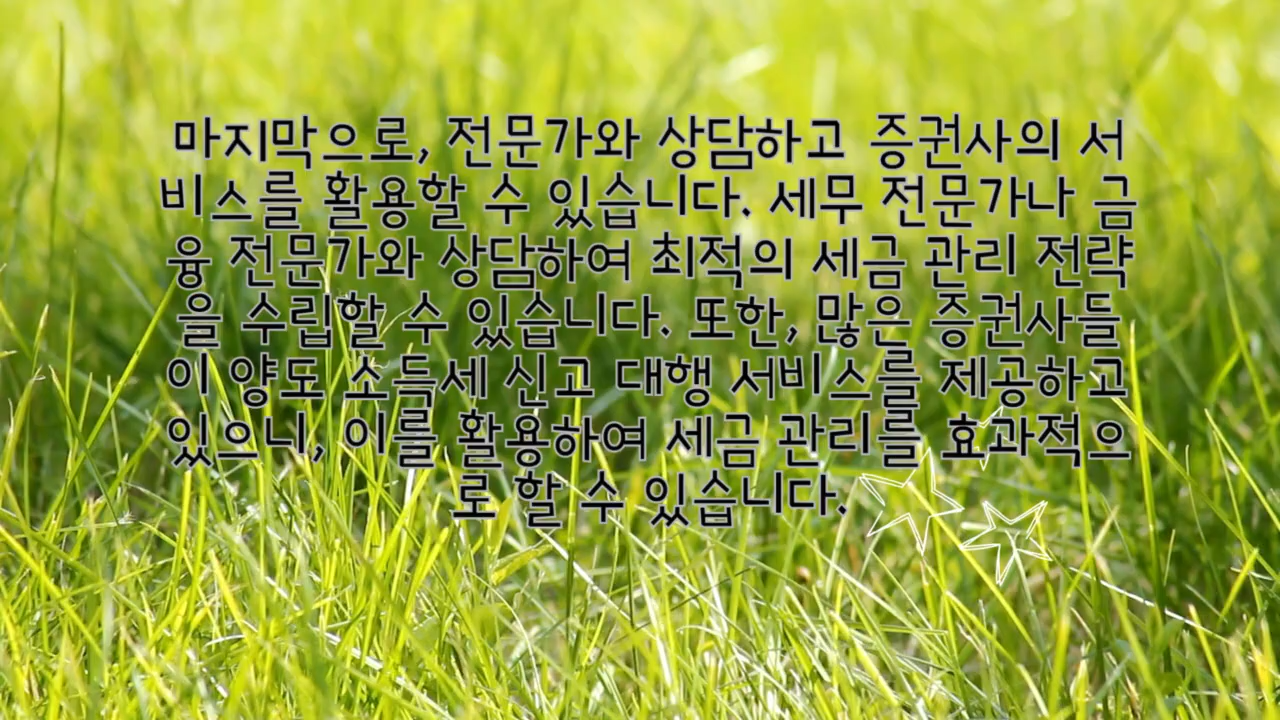 마지막으로, 전문가와 상담하고 증권사의 서
비스를 활용할 수 있습니다. 세무 전문가나 금
융 전문가와 상담하여 최적의 세금 관리 전략
을 수립할 수 있습니다. 또한, 많은 증권사들
이 양도 소득세 신고 대행 서비스를 제공하고
있으니, 이를 활용하여 세금 관리를 효과적으
로 할 수 있습니다.